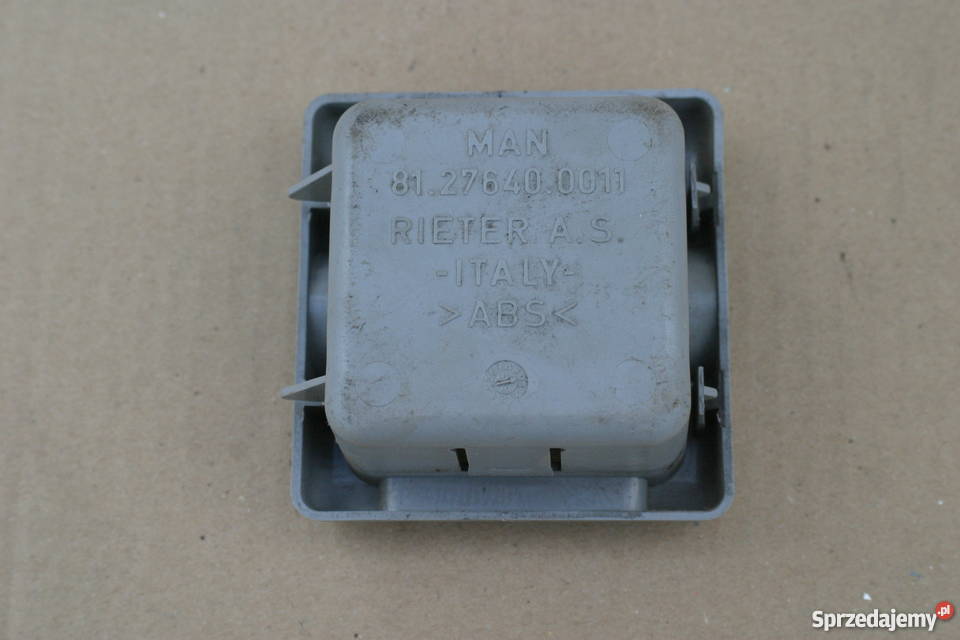 MAN
81.27640.0011
RIETER A.S.
-ITALY-
>ABS<
Sprzedajemy.pl